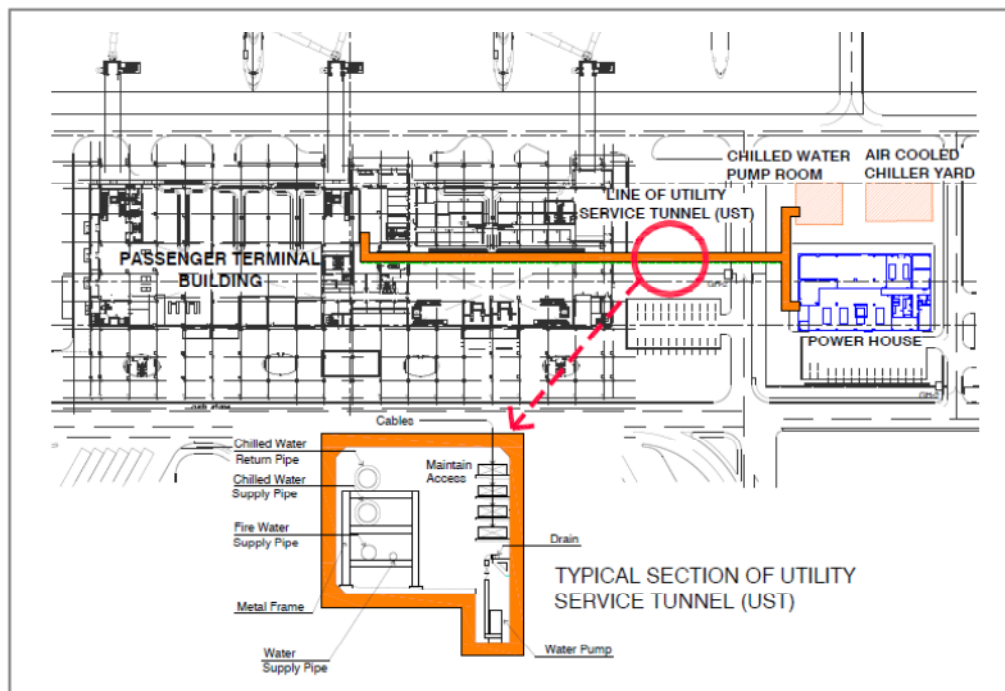 CHILLED WATER
PUMP ROOM
AIR COOLED
CHILLER YARD
LINE OF UTILITY
SERVICE TUNNEL (UST)
PASSENGER TERMINAL
BUILDING
POWER HOUSE
Cables
Chilled Water
Return Pipe
Chilled Water
Supply Pipe
Maintain
Access
Fire Water
Supply Pipe
Drain
TYPICAL SECTION OF UTILITY
SERVICE TUNNEL (UST)
Metal Frame
Water
Supply Pipe
Water Pump